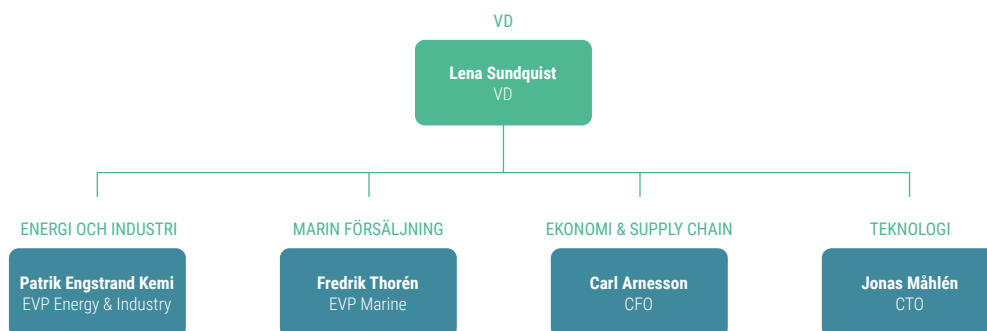 VD
Lena Sundquist
VD
ENERGI OCH INDUSTRI
Patrik Engstrand Kemi
EVP Energy & Industry
MARIN FÖRSÄLJNING
Fredrik Thorén
EVP Marine
EKONOMI & SUPPLY CHAIN
Carl Arnesson
CFO
TEKNOLOGI
Jonas Måhlén
CTO